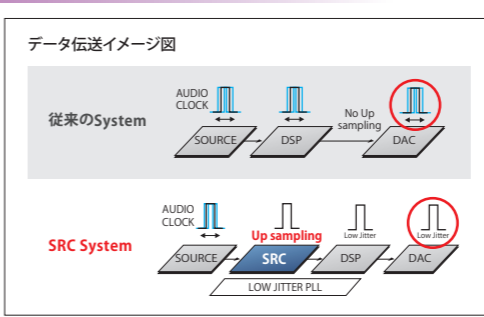 データ伝送イメージ図
従来のSystem
AUDIO
CLOCK
No Up
sampling
SOURCE
DSP
DAC
SRC System
AUDIO
CLOCK
Up sampling
Low Jitter
Low Jitter
SOURCE
SRC
DSP
DAC
LOW JITTER PLL